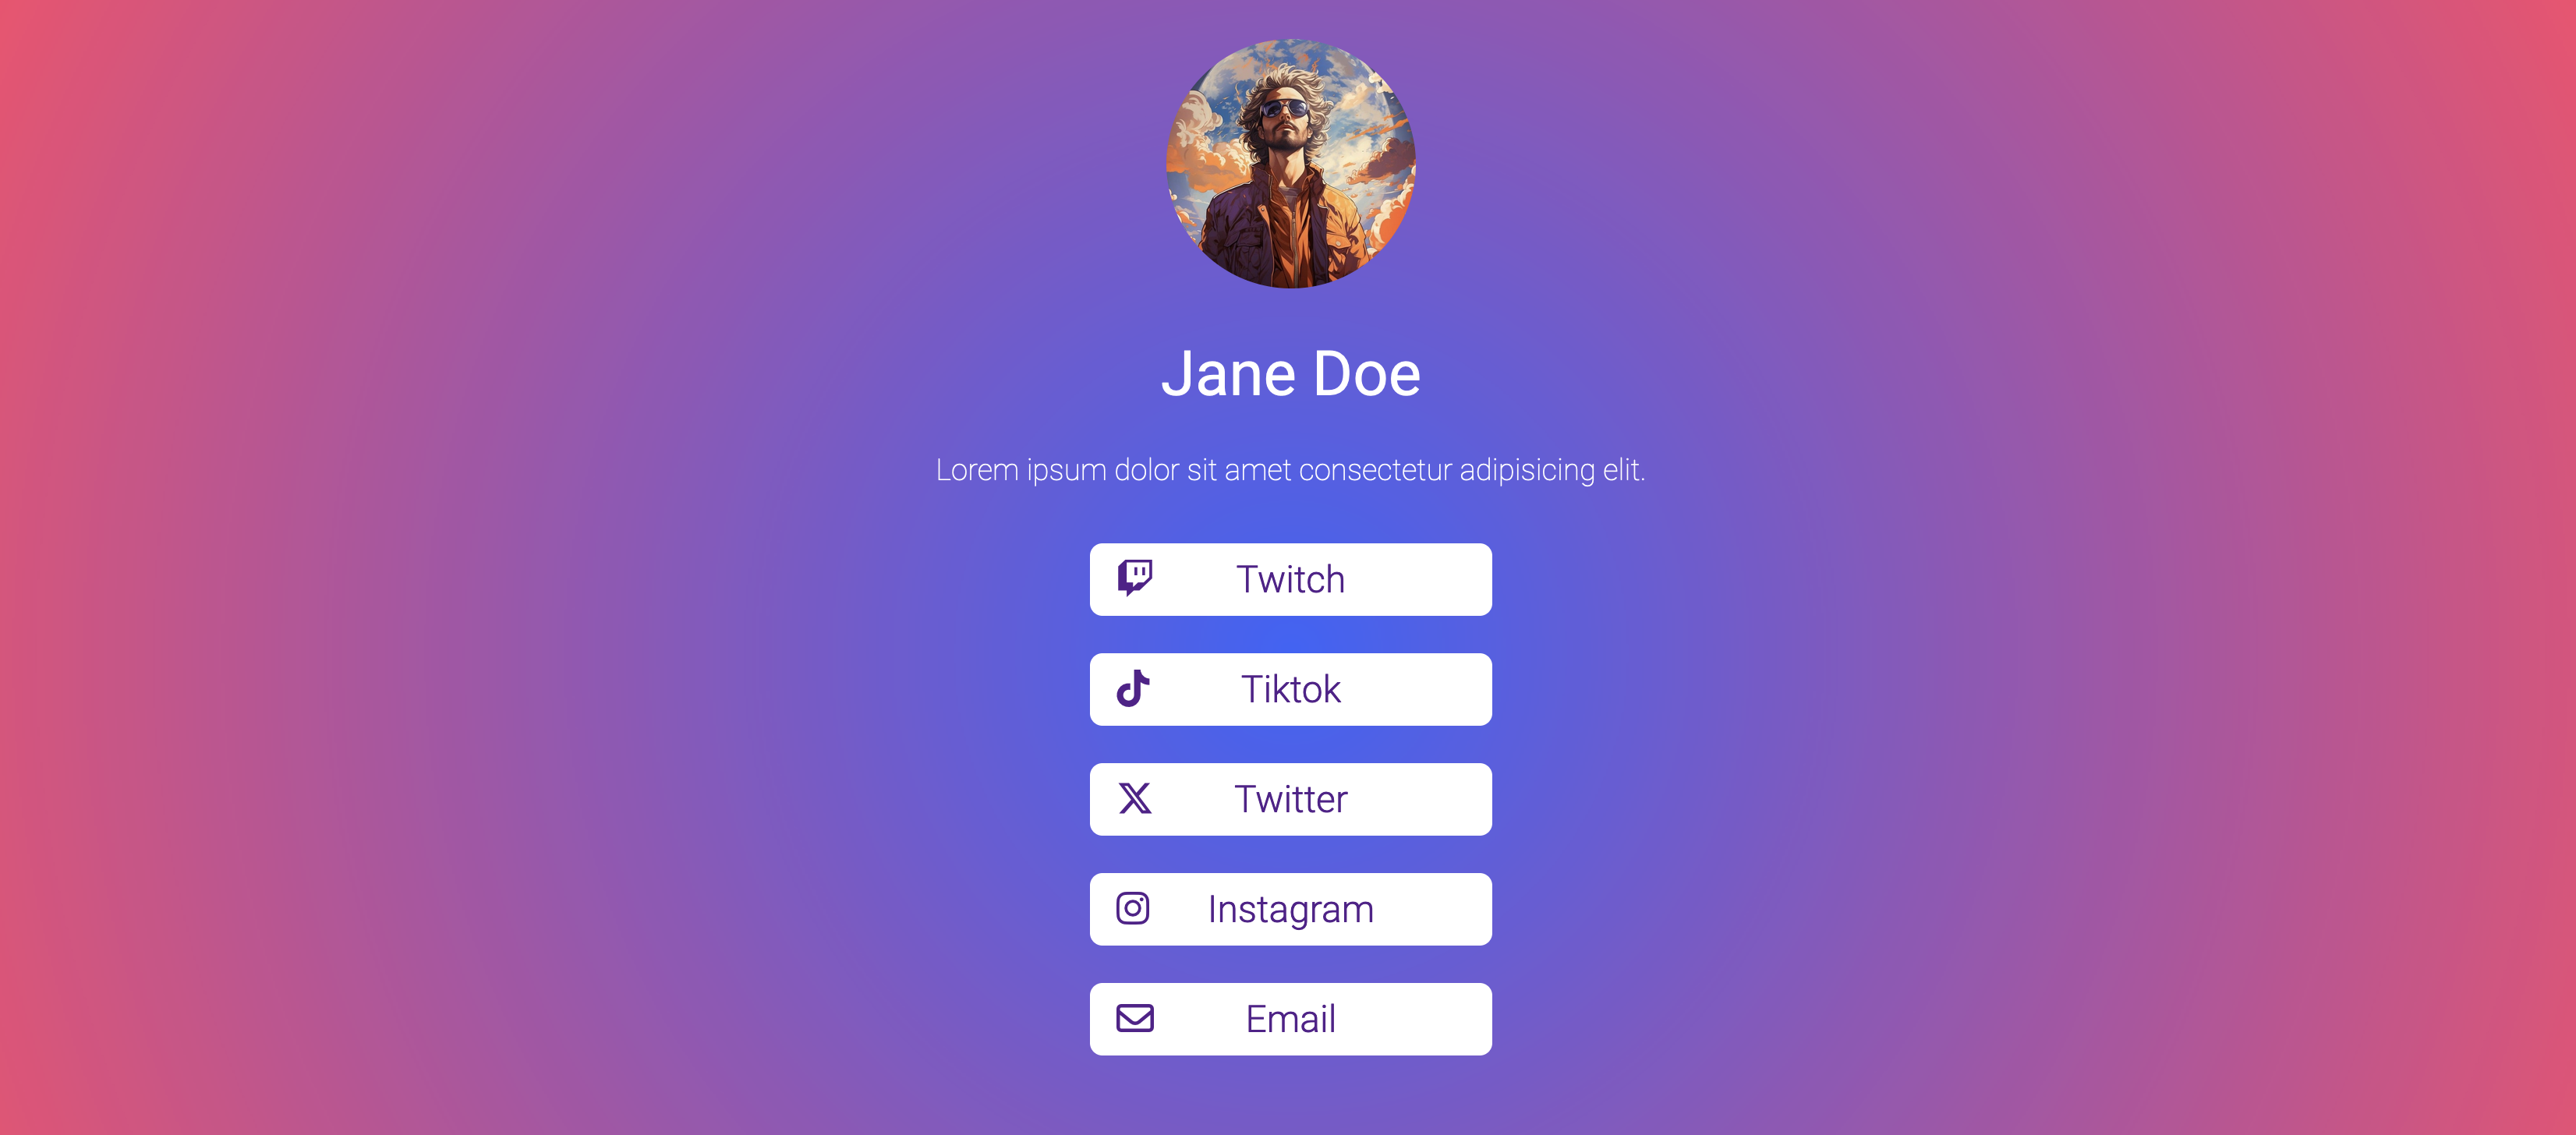 Jane Doe
Lorem ipsum dolor sit amet consectetur adipisicing elit.
Twitch
Tiktok
Twitter
Instagram
Email